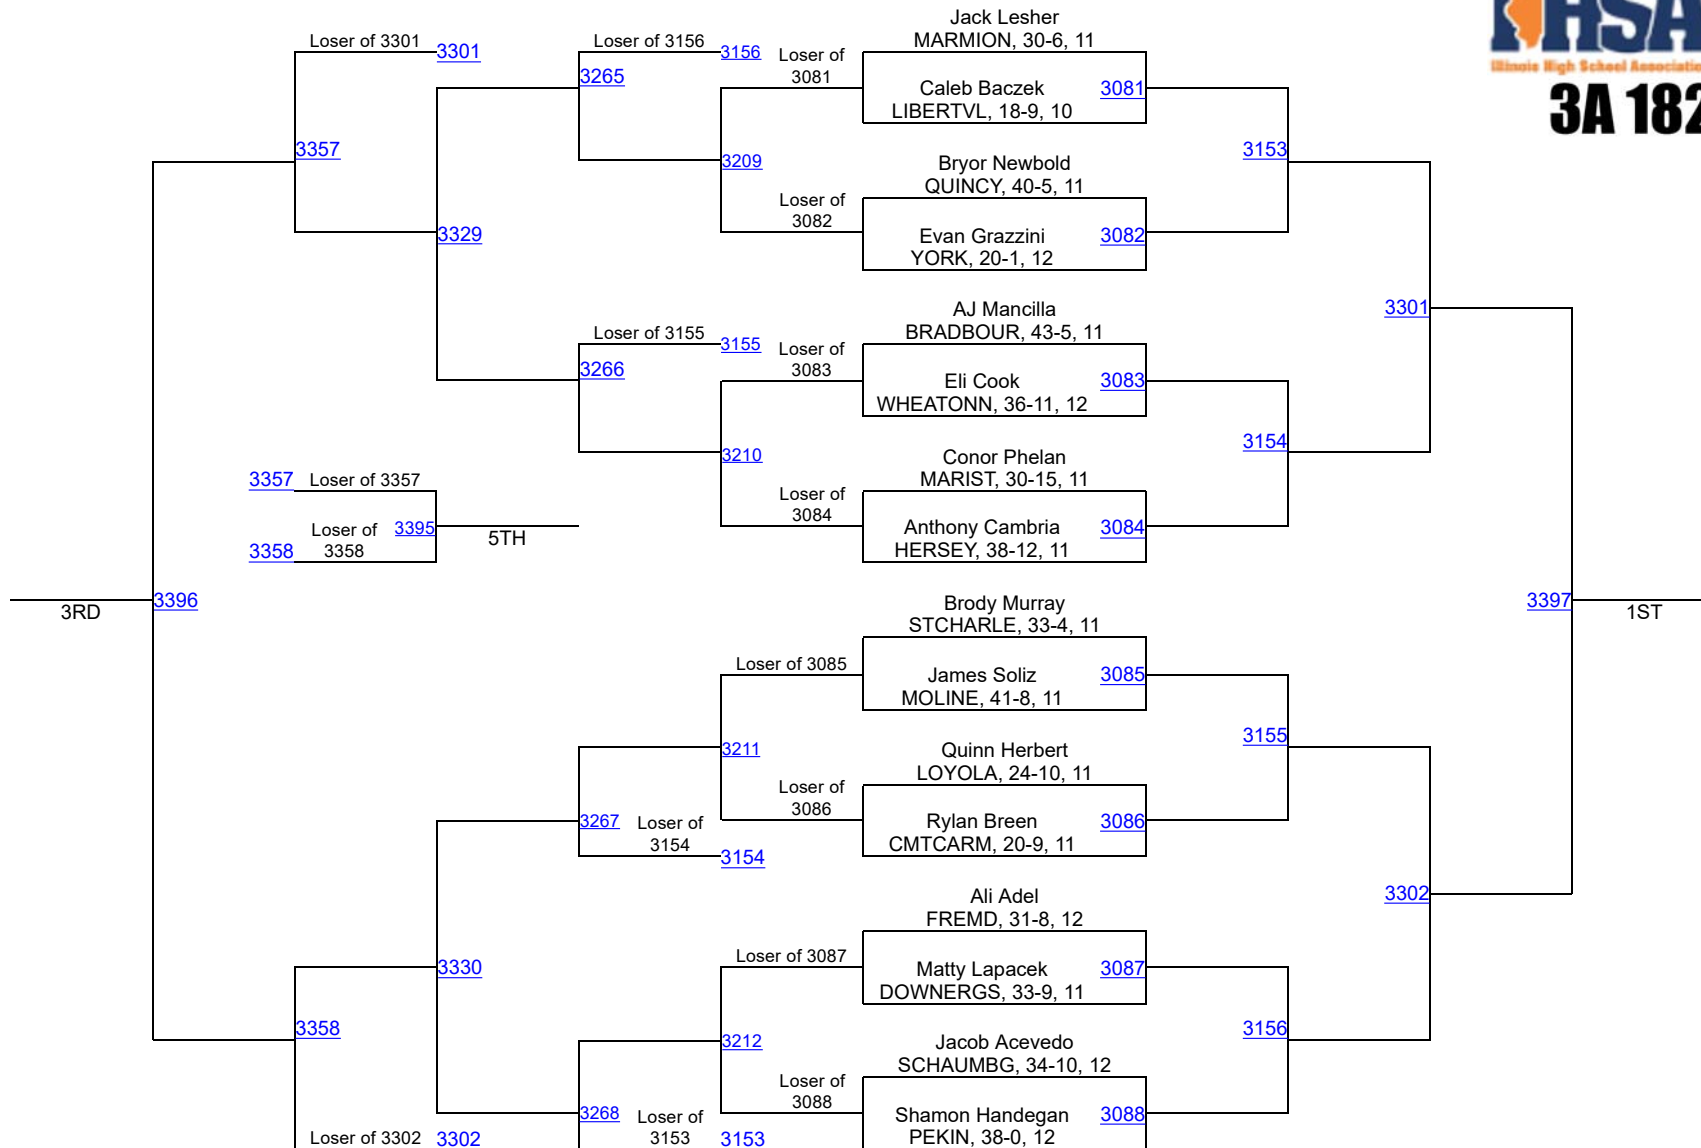 Jack Lesher
MARMION, 30-6, 11
Loser of 3301
3301
Loser of 3156
3156
Loser of
3081
Caleb Baczek
LIBERTVL, 18-9, 10
3081
3265
HSA
Illinois High School Associatio
3A 182
3357
3209
Bryor Newbold
QUINCY, 40-5, 11
3153
Loser of
3082
Evan Grazzini
YORK, 20-1, 12
3082
3329
AJ Mancilla
BRADBOUR, 43-5, 11
3301
Loser of 3155
3155
Loser of
3083
3266
Eli Cook
WHEATONN, 36-11, 12
3083
3210
Conor Phelan
MARIST, 30-15, 11
3154
3357
Loser of 3357
Loser of
3084
Loser of
3358
3395
3358
5TH
Anthony Cambria
HERSEY, 38-12, 11
3084
3RD
3396
Brody Murray
STCHARLE, 33-4, 11
3397
1ST
Loser of 3085
James Soliz
MOLINE, 41-8, 11
3085
3211
Quinn Herbert
LOYOLA, 24-10, 11
3155
Loser of
3086
3267
Loser of
3154
3154
Rylan Breen
CMTCARM, 20-9, 11
3086
Ali Adel
FREMD, 31-8, 12
3302
Loser of 3087
3330
Matty Lapacek
DOWNERGS, 33-9, 11
3087
3358
3212
Jacob Acevedo
SCHAUMBG, 34-10, 12
3156
Loser of
3088
3268
Loser of
3153
3153
Shamon Handegan
PEKIN, 38-0, 12
3088
Loser of 3302
3302